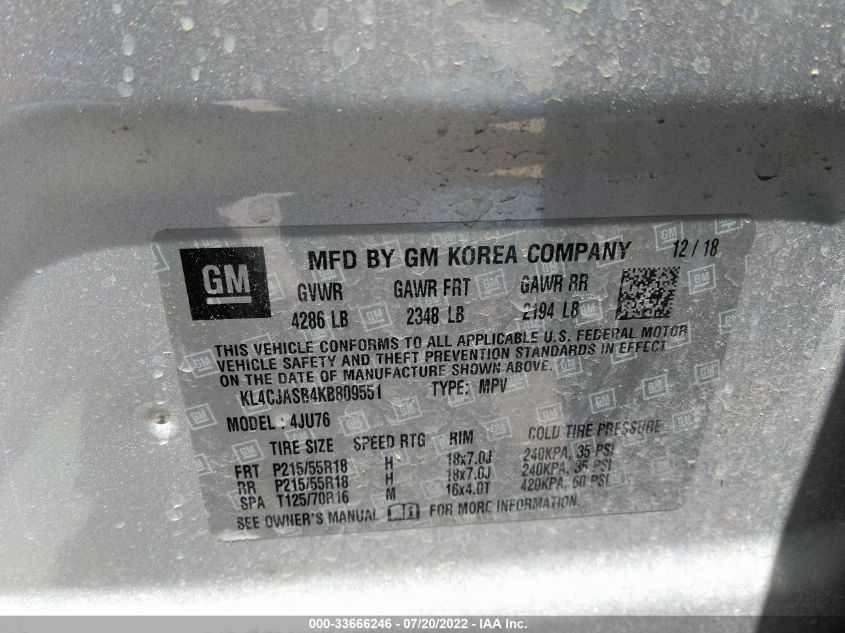 GM
MFD BY GM KOREA COMPANY 12/18
GVWR GAWR FRT GAWR RR
4286 LB 2348 LB 2194 LB
THIS VEHICLE CONFORMS TO ALL APPLICABLE U.S. FEDERAL MOTOR
VEHICLE SAFETY AND THEFT PREVENTION STANDARDS IN EFFECT
ON THE DATE OF MANUFACTURE SHOWN ABOVE.
KL4CJASB4KB809551 TYPE: MPV
MODEL: 4JU76
TIRE SIZE SPEED RTG RIM COLD TIRE PRESSURE
FRT P215/55R18 H 18x7.0J 240KPA, 35 PSI
RR P215/55R18 H 18x7.0J 240KPA, 35 PSI
SPA T125/70R16 M 16x4.0T 420KPA, 60 PSI
SEE OWNER'S MANUAL FOR MORE INFORMATION.
000-33666246 - 07/20/2022 - © IAA Inc.